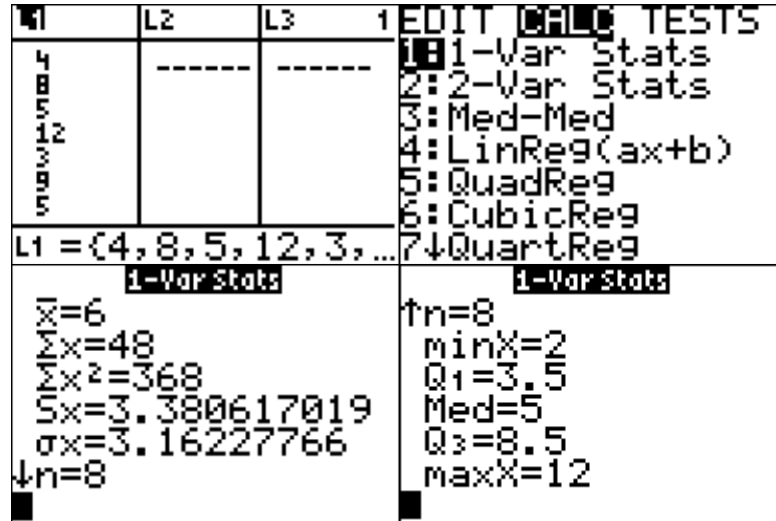 L1 L2 L3 1
4 ------ ------
8
5
12
3
9
5
L1 ={4,8,5,12,3,...
EDIT CALC TESTS
1:1-Var Stats
2:2-Var Stats
3:Med-Med
4:LinReg(ax+b)
5:QuadReg
6:CubicReg
7↓QuartReg
1-Var Stats
x̄=6
Σx=48
Σx²=368
Sx=3.380617019
σx=3.16227766
↓n=8
1-Var Stats
↑n=8
minX=2
Q₁=3.5
Med=5
Q₃=8.5
maxX=12